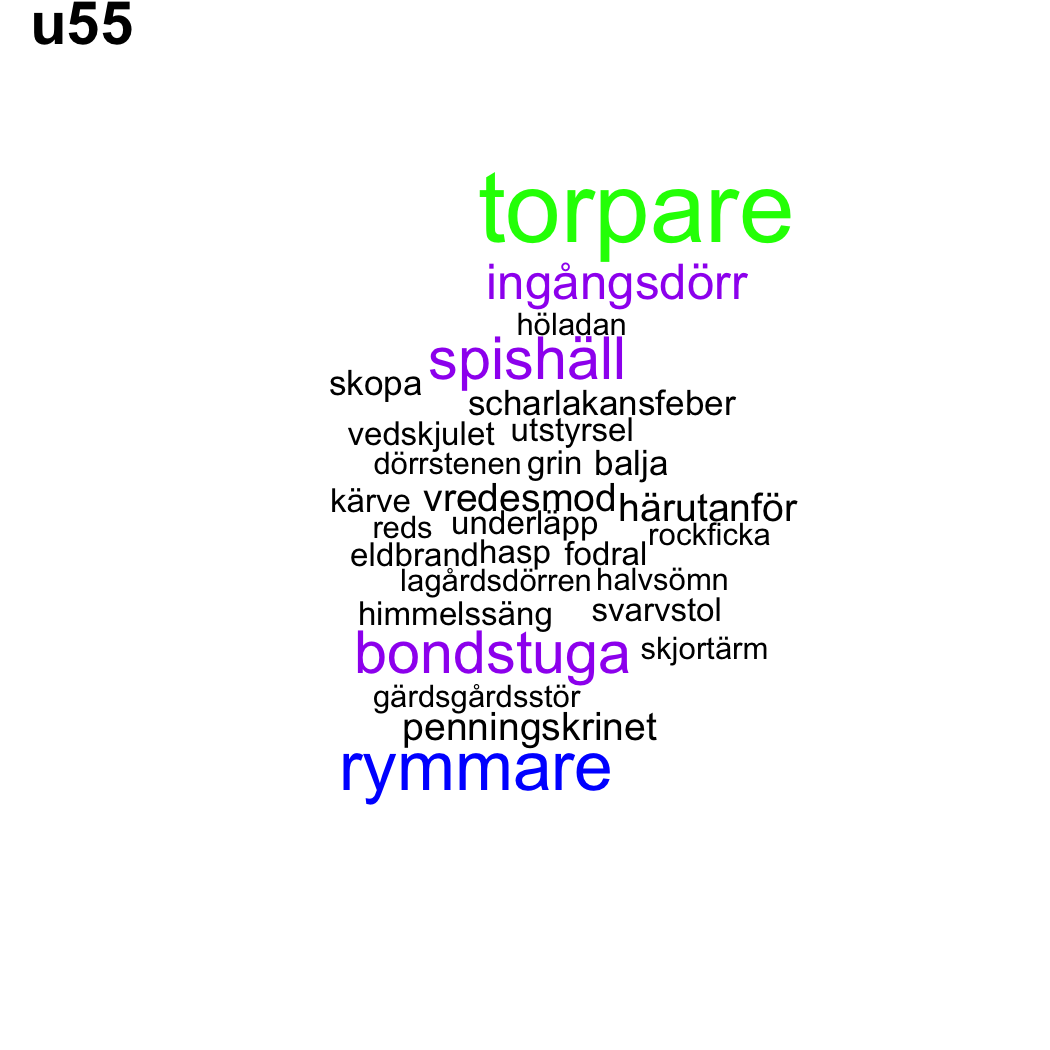 u55
torpare
ingångsdörr
höladan
spishäll
skopa
scharlakansfeber
vedskjulet utstyrsel
dörrstenen grin balja
kärve vredesmod härutanför
reds underläpp rockficka
eldbrand hasp fodral
lagårdsdörren halvsömn
himmelssäng svarvstol
bondstuga skjortärm
gärdsgårdsstör
penningskrinet
rymmare